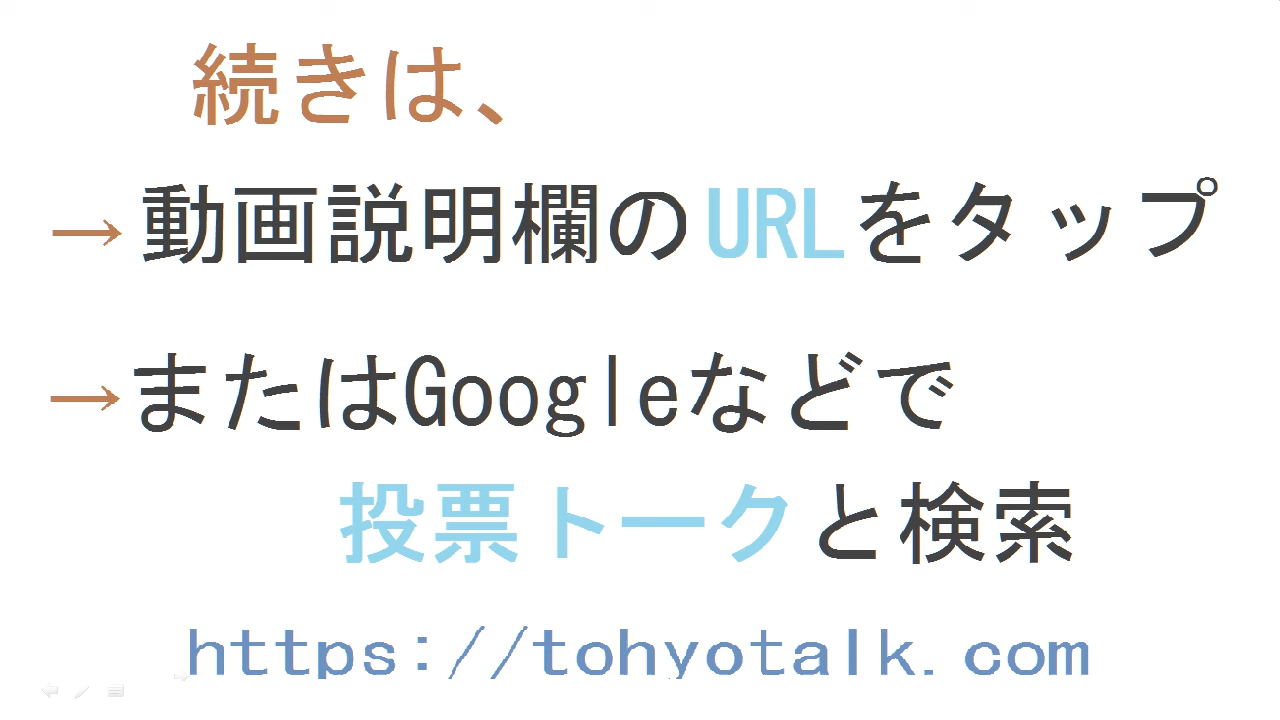 続きは、
→動画説明欄のURLをタップ
→またはGoogleなどで
投票トークと検索
https://tohyotalk.com